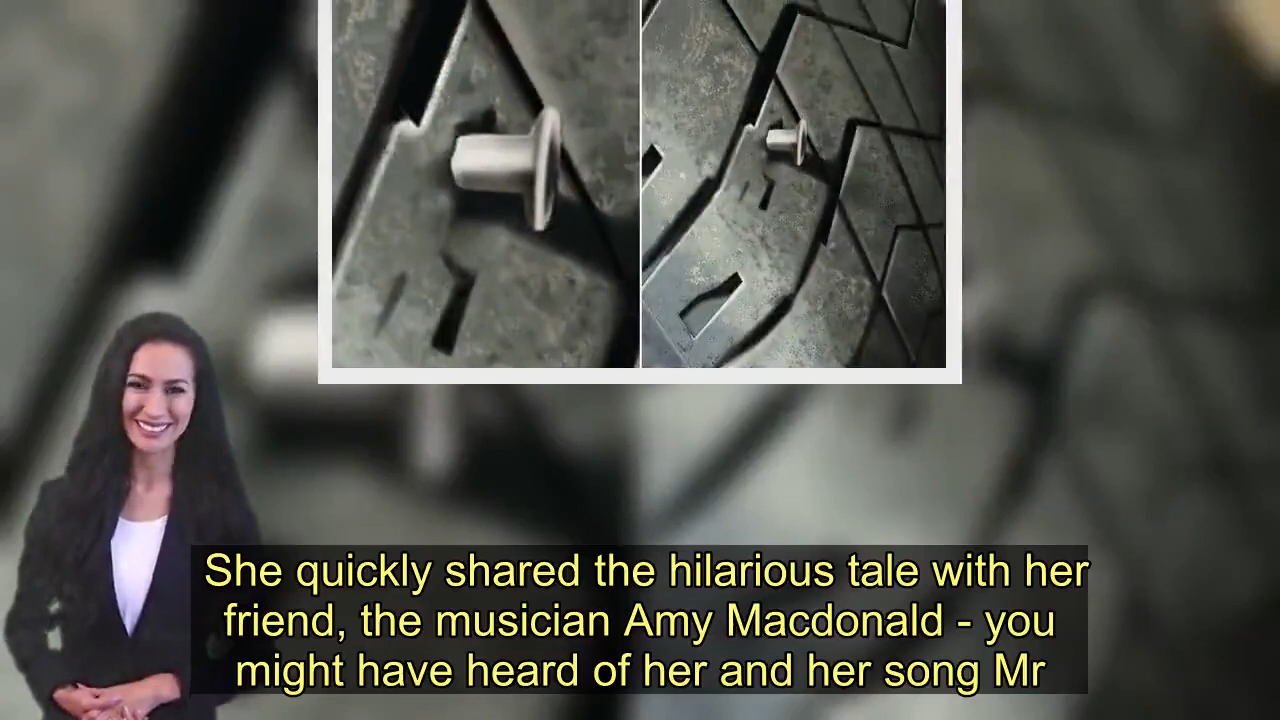 She quickly shared the hilarious tale with her
friend, the musician Amy Macdonald - you
might have heard of her and her song Mr